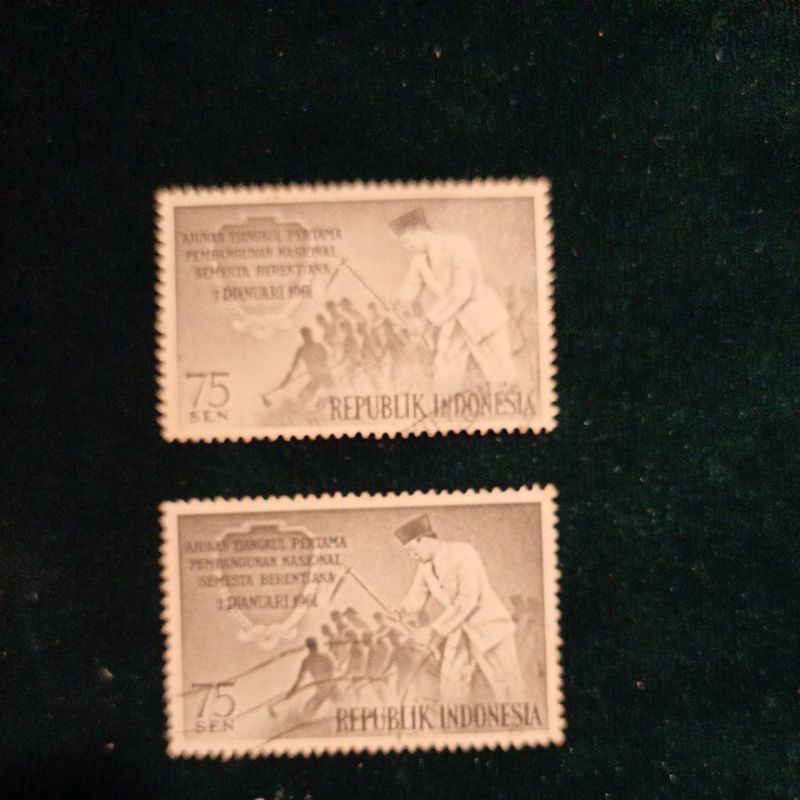 AJUNAN TJANGKUL PERTAMA
PEMBANGUNAN NASIONAL
SEMESTA BERENTJANA
1 DJANUARI 1961
75
SEN
REPUBLIK INDONESIA
AJUNAN TJANGKUL PERTAMA
PEMBANGUNAN NASIONAL
SEMESTA BERENTJANA
1 DJANUARI 1961
75
SEN
REPUBLIK INDONESIA